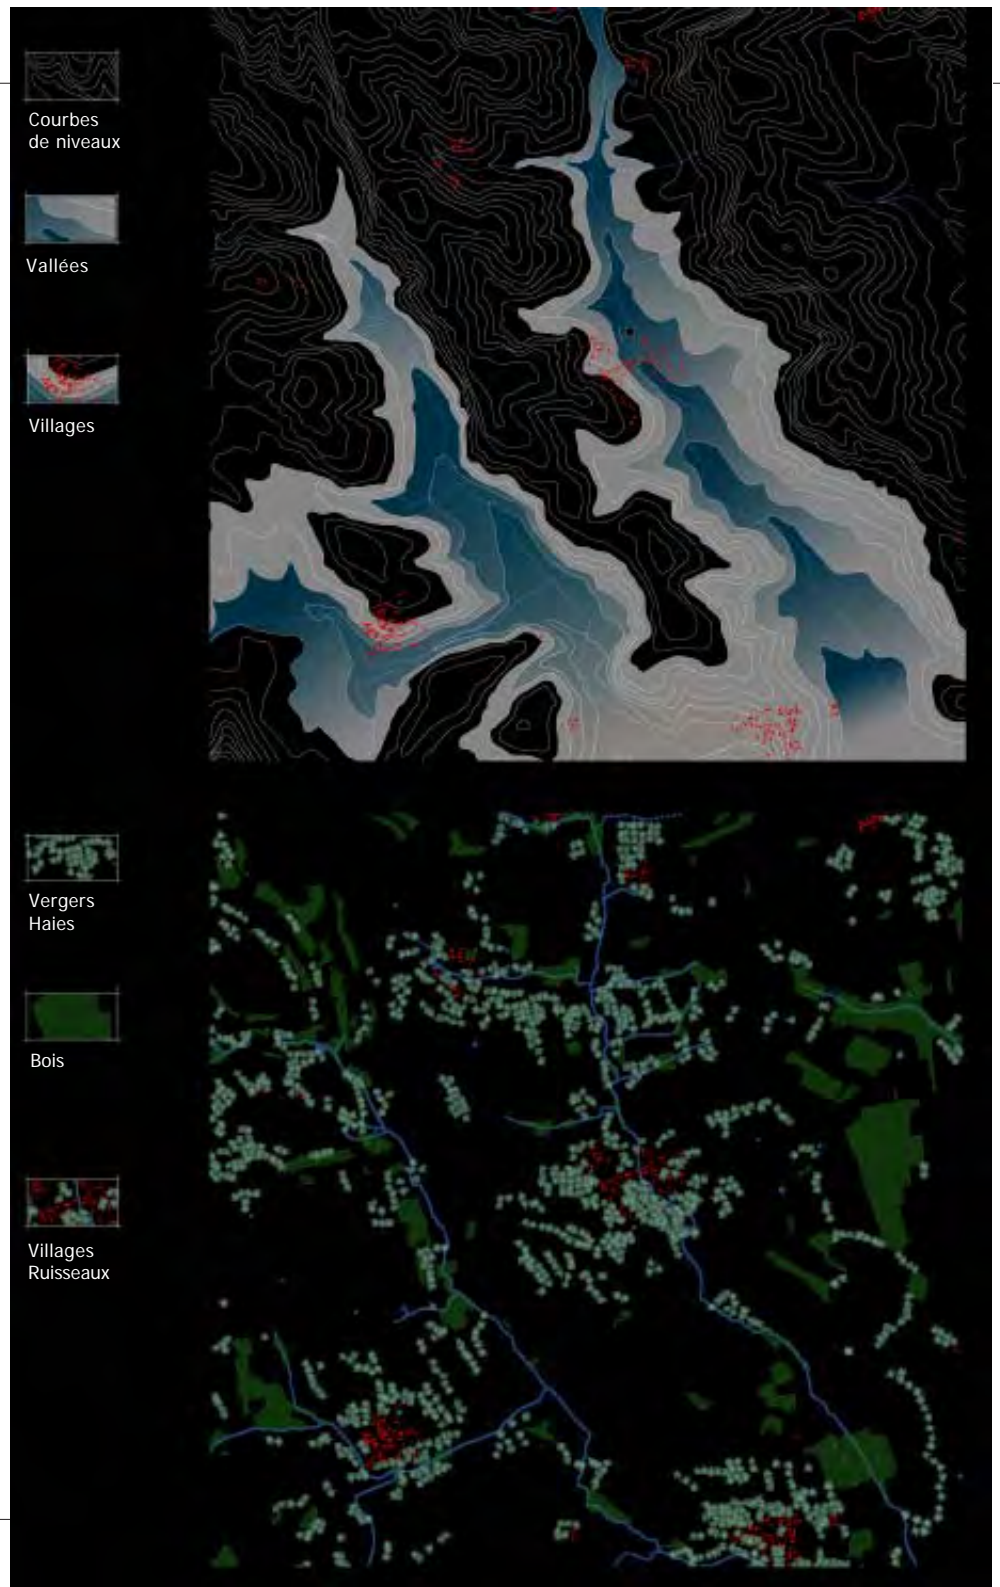 Courbes
de niveaux
Vallées
Villages
Vergers
Haies
Bois
Villages
Ruisseaux